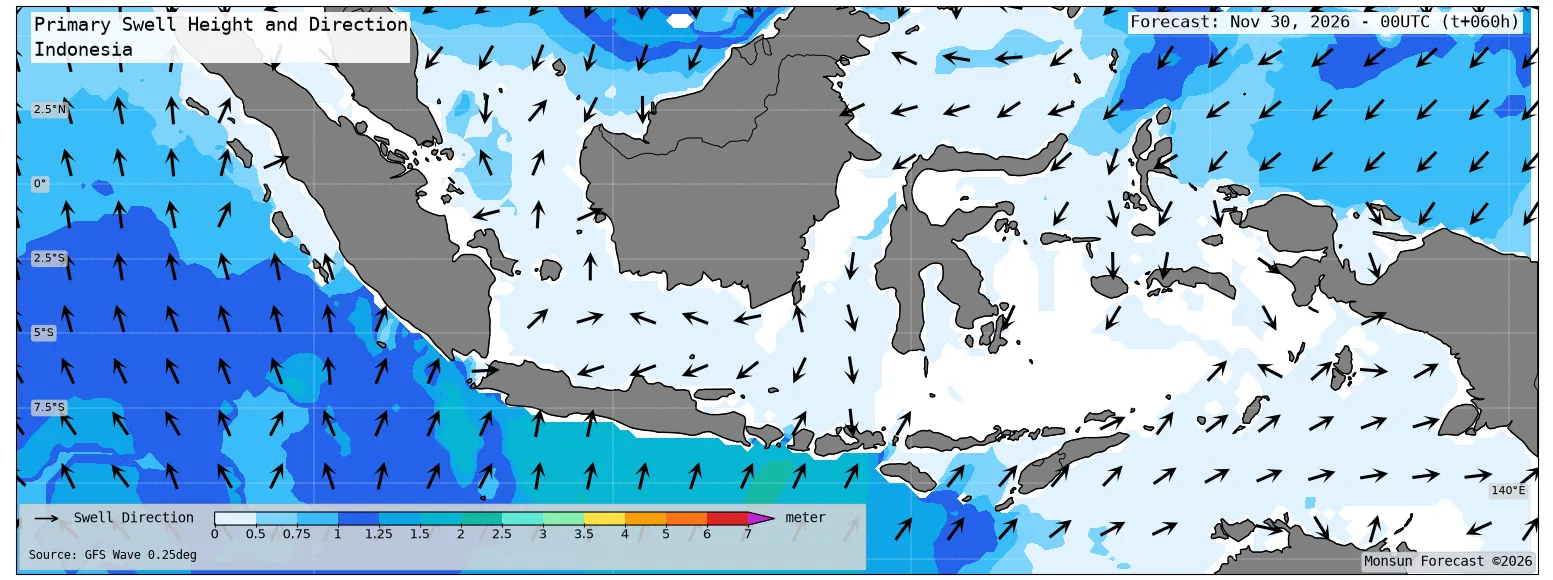 Primary Swell Height and Direction
Indonesia
Forecast: Nov 30, 2026 - 00UTC (t+060h)
2.5°N
0°
2.5°S
5°S
7.5°S
140°E
Swell Direction
meter
0 0.5 0.75 1 1.25 1.5 2 2.5 3 3.5 4 5 6 7
Source: GFS Wave 0.25deg
Monsun Forecast ©2026